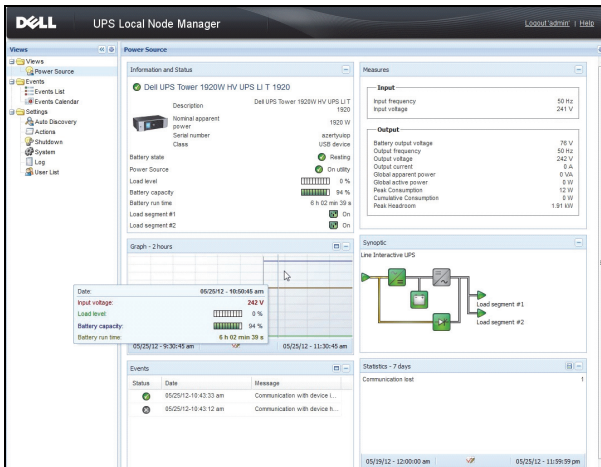 DELL
UPS Local Node Manager
Logout 'admin' | Help
Views
Views
Power Source
Events
Events List
Events Calendar
Settings
Auto Discovery
Actions
Shutdown
System
Log
User List
Power Source
Information and Status
Dell UPS Tower 1920W HV UPS LI T 1920
Description Dell UPS Tower 1920W HV UPS LI T
1920
Nominal apparent
power 1920 W
Serial number azertyuiop
Class USB device
Battery state Resting
Power Source On utility
Load level 0 %
Battery capacity 94 %
Battery run time 6 h 02 min 39 s
Load segment #1 On
Load segment #2 On
Graph - 2 hours
Date: 05/25/12 - 10:50:45 am
Input voltage: 242 V
Load level: 0 %
Battery capacity: 94 %
Battery run time: 6 h 02 min 39 s
05/25/12 - 9:30:45 am 05/25/12 - 11:30:45 am
Events
Status Date Message
05/25/12-10:43:33 am Communication with device i...
05/25/12-10:43:12 am Communication with device h...
Measures
Input
Input frequency 50 Hz
Input voltage 241 V
Output
Battery output voltage 76 V
Output frequency 50 Hz
Output voltage 242 V
Output current 0 A
Global apparent power 0 VA
Global active power 0 W
Peak Consumption 12 W
Cumulative Consumption 0 W
Peak Headroom 1.91 kW
Synoptic
Line Interactive UPS
Load segment #1
Load segment #2
Statistics - 7 days
Communication lost 1
05/19/12 - 12:00:00 am 05/25/12 - 11:59:59 pm